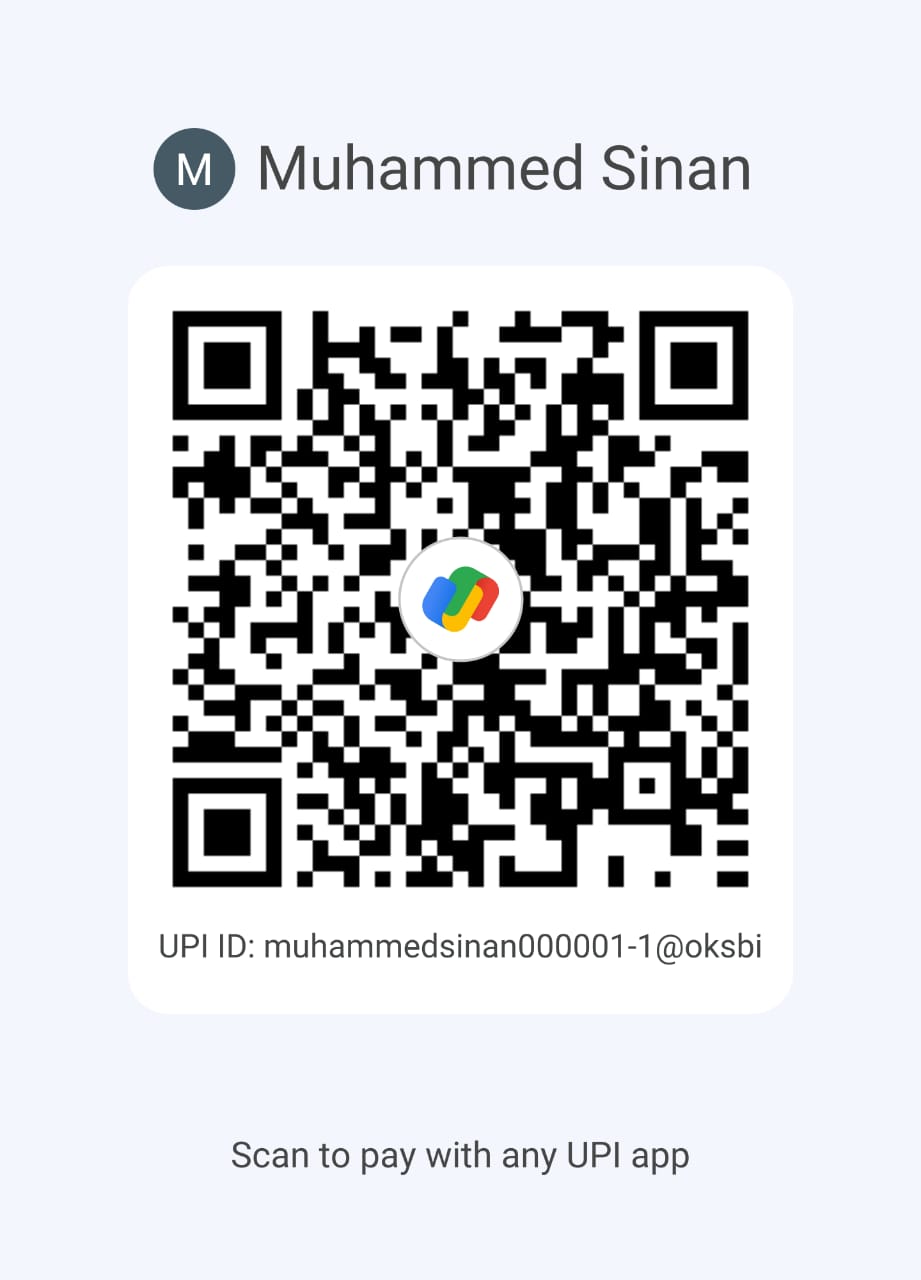 M Muhammed Sinan
UPI ID: muhammedsinan000001-1@oksbi
Scan to pay with any UPI app